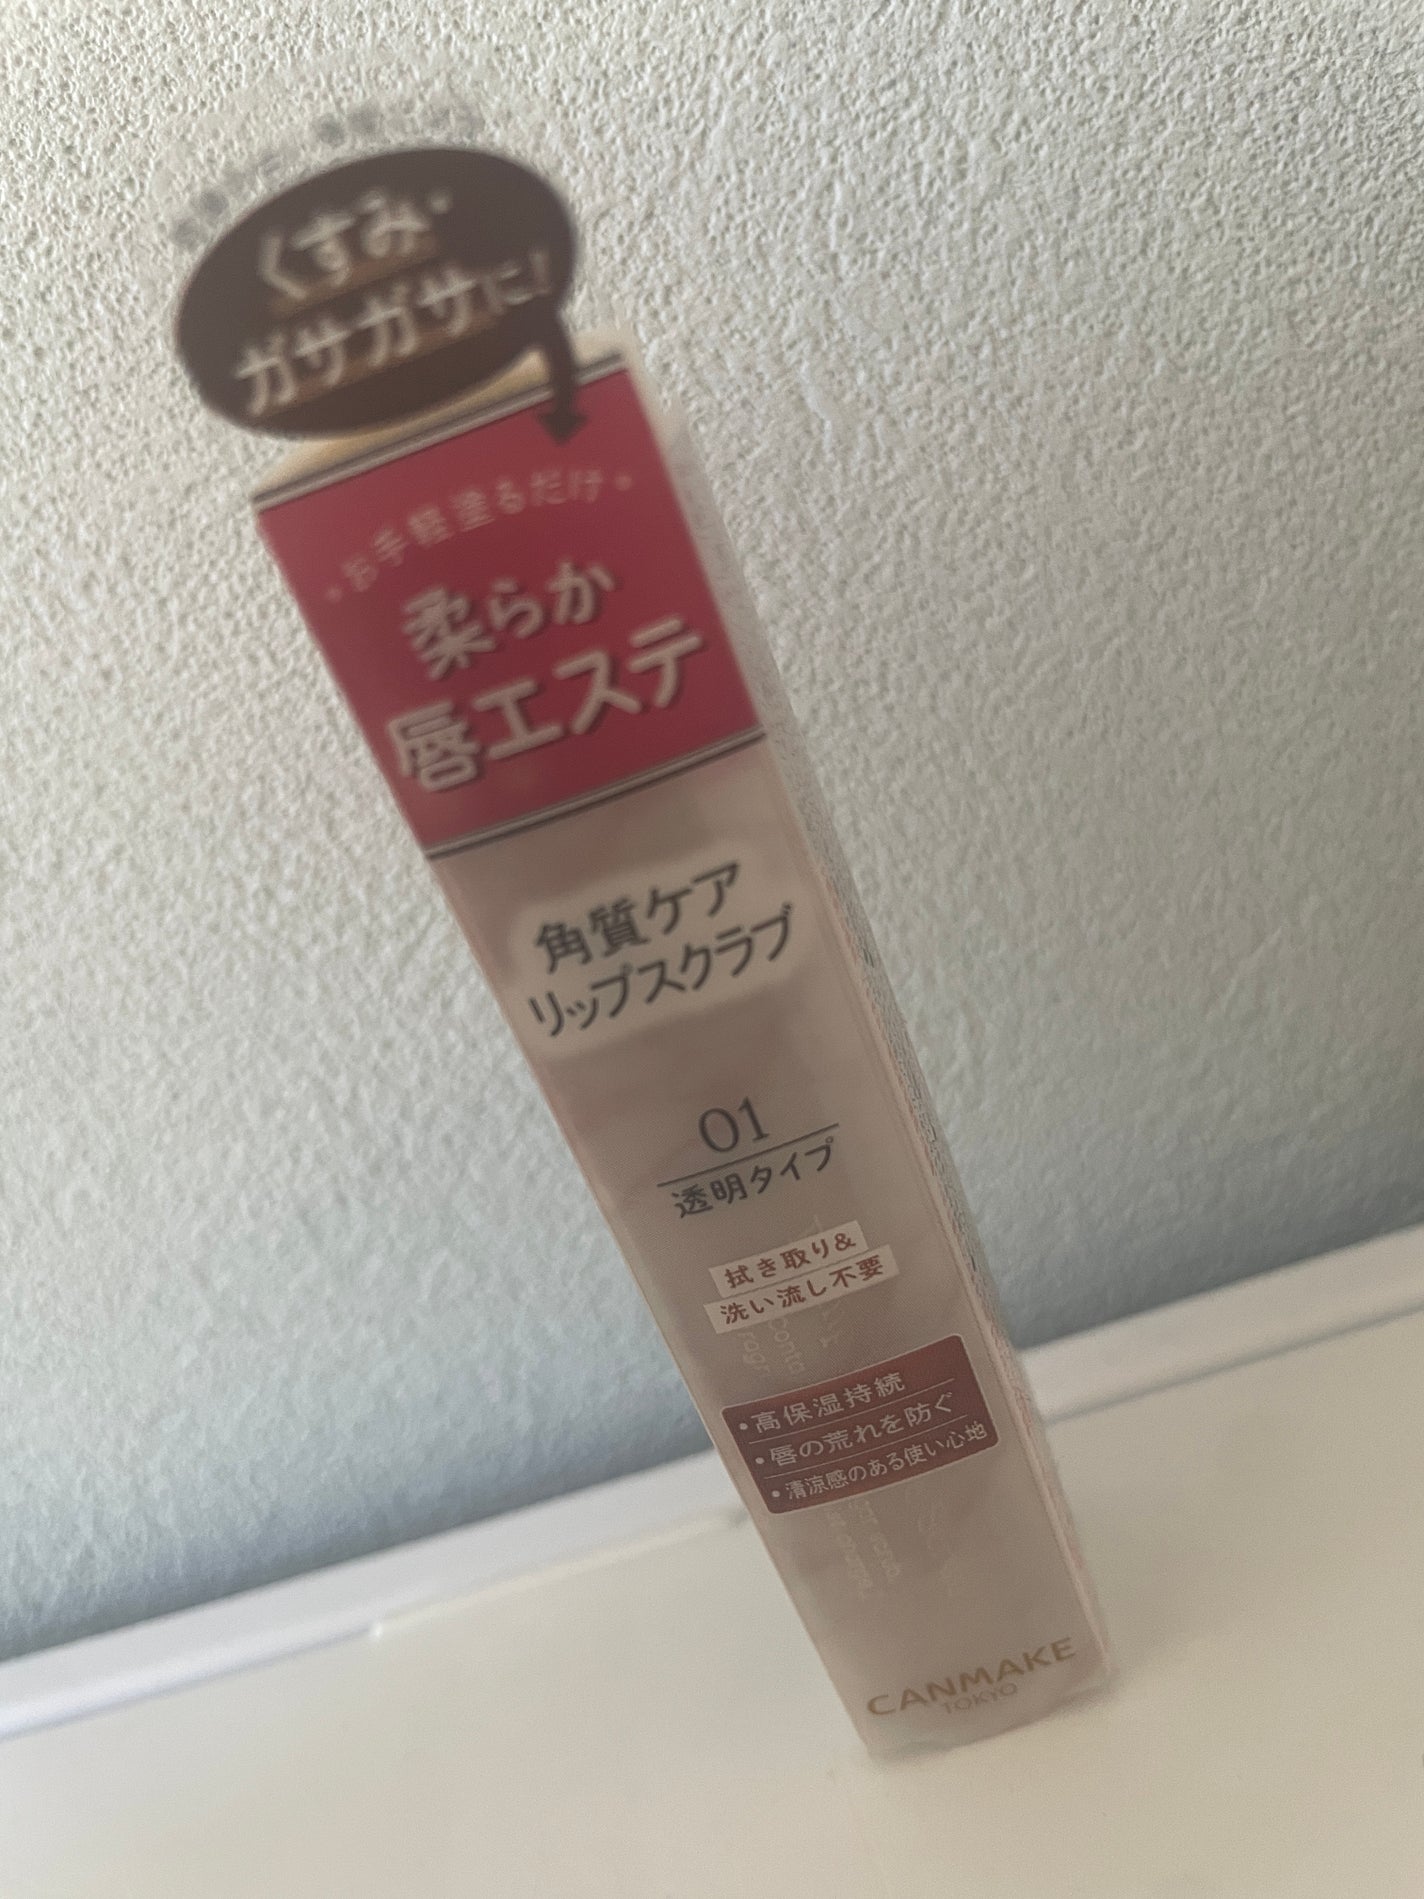 くすみ・
ガサガサに!
・お手軽塗るだけ・
柔らか
唇エステ
角質ケア
リップスクラブ
01
透明タイプ
拭き取り&
洗い流し不要
・高保湿持続
・唇の荒れを防ぐ
・清涼感のある使い心地
CANMAKE
TOKYO